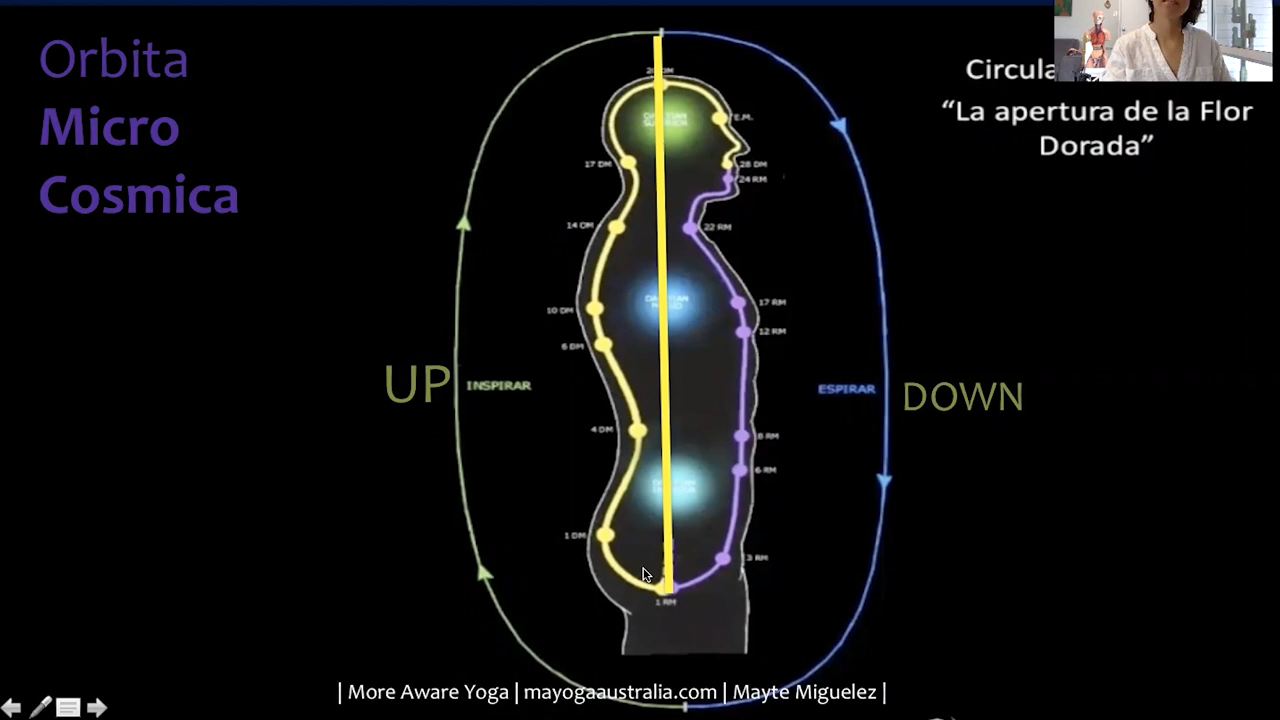 Orbita
Micro
Cosmica
Circula
“La apertura de la Flor
Dorada”
17 DM
28 DM
24 RM
14 DM
22 RM
10 DM
17 RM
6 DM
12 RM
UP
INSPIRAR
ESPIRAR
DOWN
4 DM
8 RM
6 RM
1 DM
3 RM
1 RM
| More Aware Yoga | mayogaaustralia.com | Mayte Miguelez |